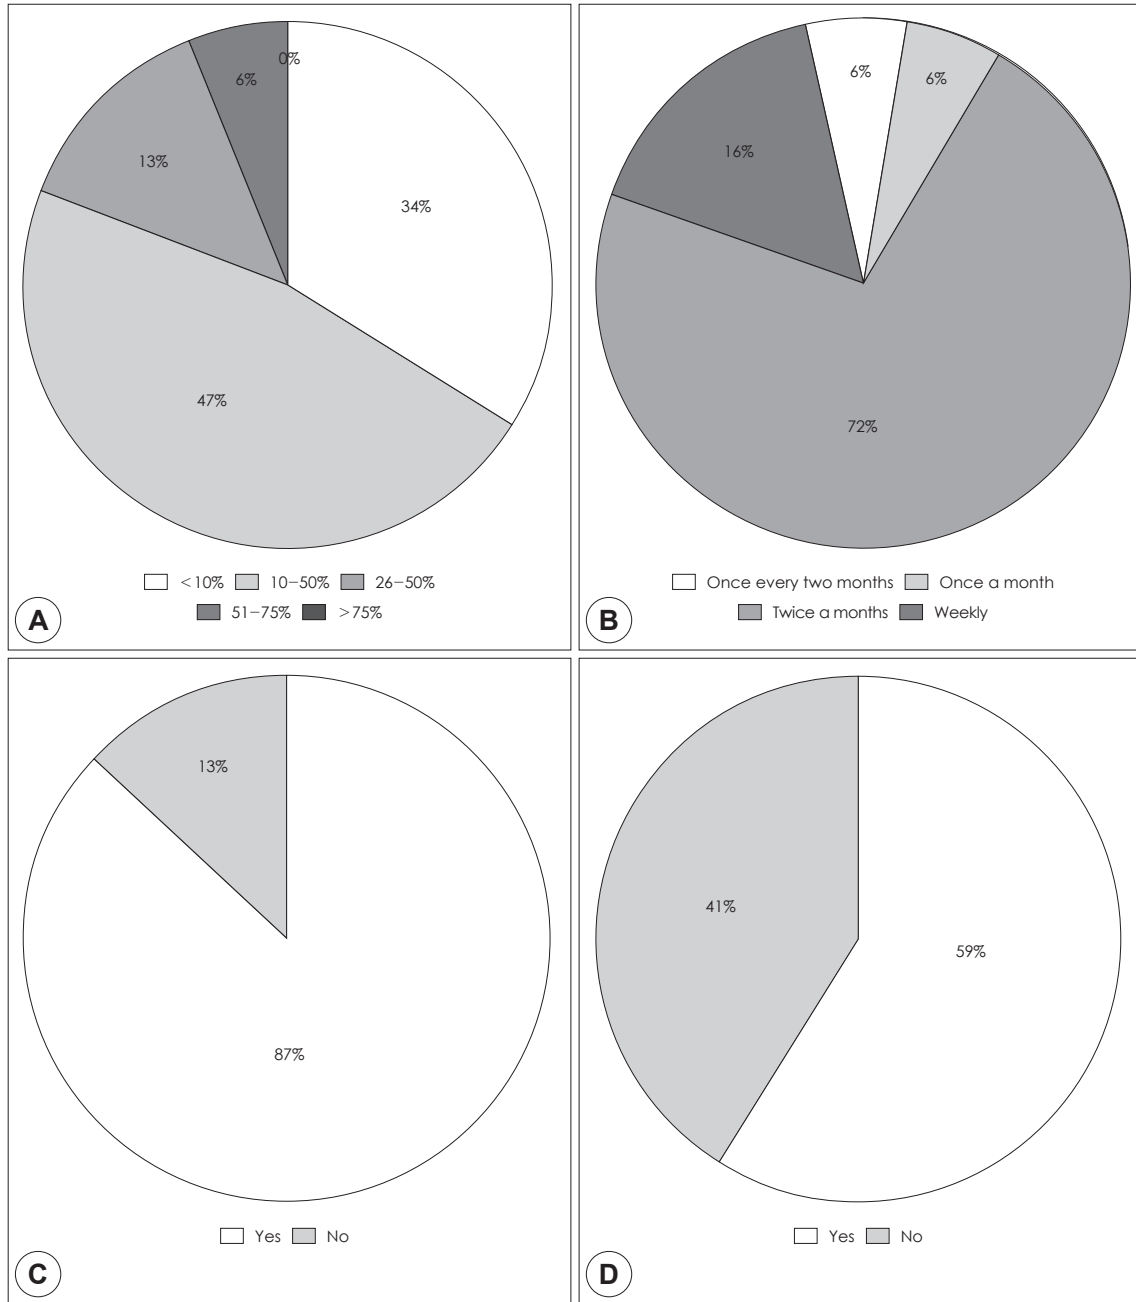 0%
6%
34%
13%
47%
<10% 10–50% 26–50%
51–75% >75%
A
6%
6%
16%
72%
Once every two months Once a month
Twice a months Weekly
B
13%
87%
Yes No
C
41%
59%
Yes No
D